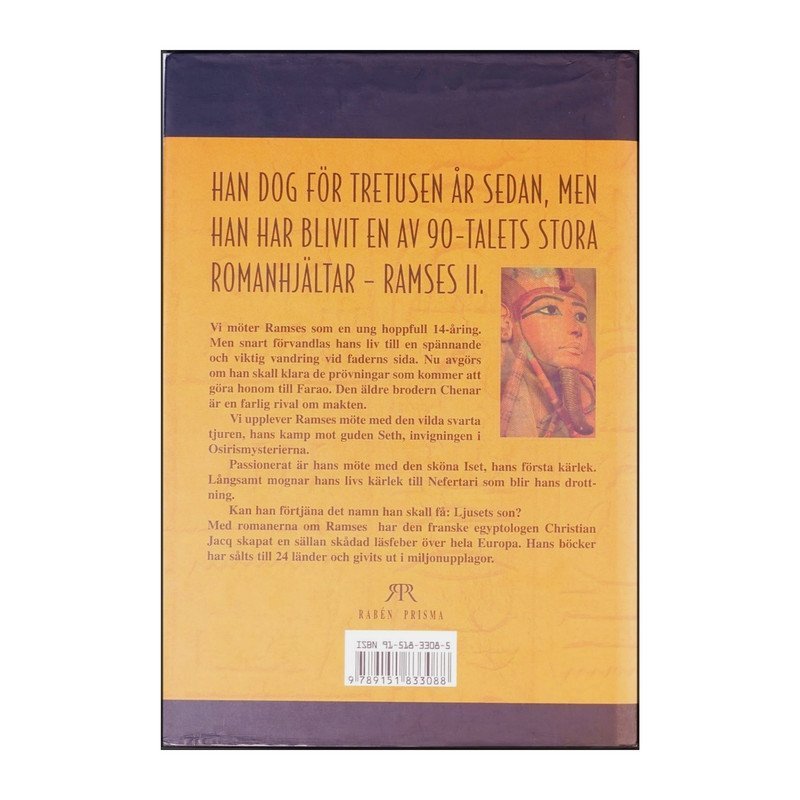 HAN DOG FÖR TRETUSEN ÅR SEDAN, MEN
HAN HAR BLIVIT EN AV 90-TALETS STORA
ROMANHJÄLTAR – RAMSES II.
Vi möter Ramses som en ung hoppfull 14-åring.
Men snart förvandlas hans liv till en spännande
och viktig vandring vid faderns sida. Nu avgörs
om han skall klara de prövningar som kommer att
göra honom till Farao. Den äldre brodern Chenar
är en farlig rival om makten.
Vi upplever Ramses möte med den vilda svarta
tjuren, hans kamp mot guden Seth, invigningen i
Osirismysterierna.
Passionerat är hans möte med den sköna Iset, hans första kärlek.
Långsamt mognar hans livs kärlek till Nefertari som blir hans drott-
ning.
Kan han förtjäna det namn han skall få: Ljusets son?
Med romanerna om Ramses har den franske egyptologen Christian
Jacq skapat en sällan skådad läsfeber över hela Europa. Hans böcker
har sålts till 24 länder och givits ut i miljonupplagor.
RABÉN PRISMA
ISBN 91-518-3308-5
9 789151 833088